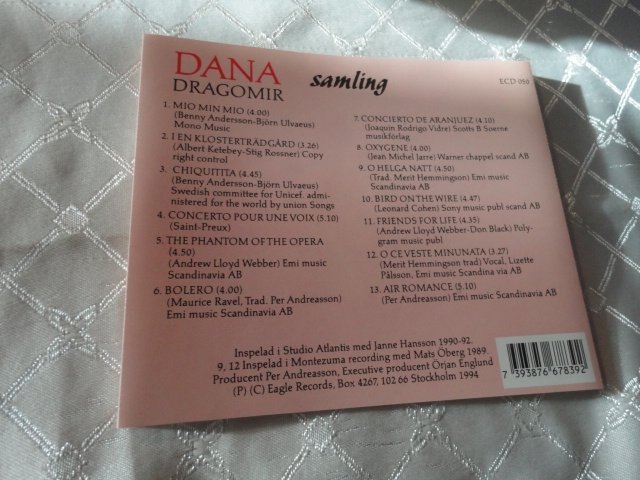 DANA
DRAGOMIR
samling
ECD 050
1. MIO MIN MIO (4.00)
(Benny Andersson-Björn Ulvaeus)
Mono Music
2. I EN KLOSTERTRÄDGÅRD (3.26)
(Albert Ketebey-Stig Rossner) Copy
right control
3. CHIQUITITA (4.45)
(Benny Andersson-Björn Ulvaeus)
Swedish committee for Unicef. admini-
stered for the world by union Songs
4. CONCERTO POUR UNE VOIX (5.10)
(Saint-Preux)
5. THE PHANTOM OF THE OPERA
(4.50)
(Andrew Lloyd Webber) Emi music
Scandinavia AB
6. BOLERO (4.00)
(Maurice Ravel, Trad. Per Andreasson)
Emi music Scandinavia AB
7. CONCIERTO DE ARANJUEZ (4.10)
(Joaquin Rodrigo Vidre) Scotts B Soerne
musikförlag
8. OXYGENE (4.00)
(Jean Michel Jarre) Warner chappel scand AB
9. O HELGA NATT (4.50)
(Trad. Merit Hemmingson) Emi music
Scandinavia AB
10. BIRD ON THE WIRE (4.47)
(Leonard Cohen) Sony music publ scand AB
11. FRIENDS FOR LIFE (4.35)
(Andrew Lloyd Webber-Don Black) Poly-
gram music publ
12. O CE VESTE MINUNATA (3.27)
(Merit Hemmingson trad) Vocal, Lizette
Pålsson, Emi music Scandina via AB
13. AIR ROMANCE (5.10)
(Per Andreasson) Emi music Scandinavia AB
Inspelad i Studio Atlantis med Janne Hansson 1990-92.
9, 12 Inspelad i Montezuma recording med Mats Öberg 1989.
Producent Per Andreasson, Executive producent Örjan Englund
(P) (C) Eagle Records, Box 4267, 102 66 Stockholm 1994
7 393876 678392